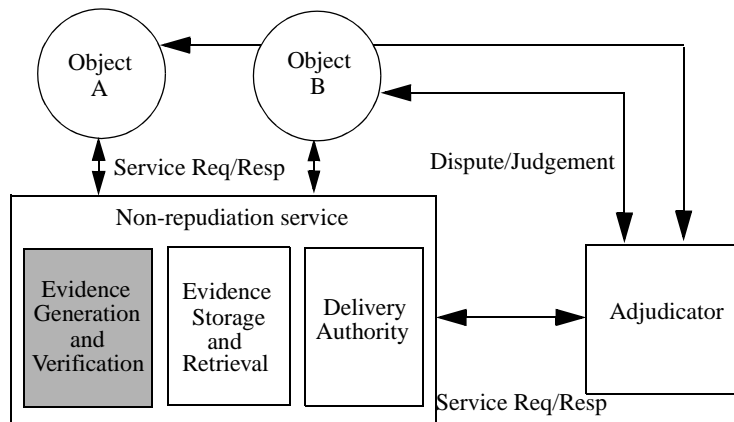 Object
A
Object
B
Service Req/Resp
Dispute/Judgement
Non-repudiation service
Evidence
Generation
and
Verification
Evidence
Storage
and
Retrieval
Delivery
Authority
Adjudicator
Service Req/Resp